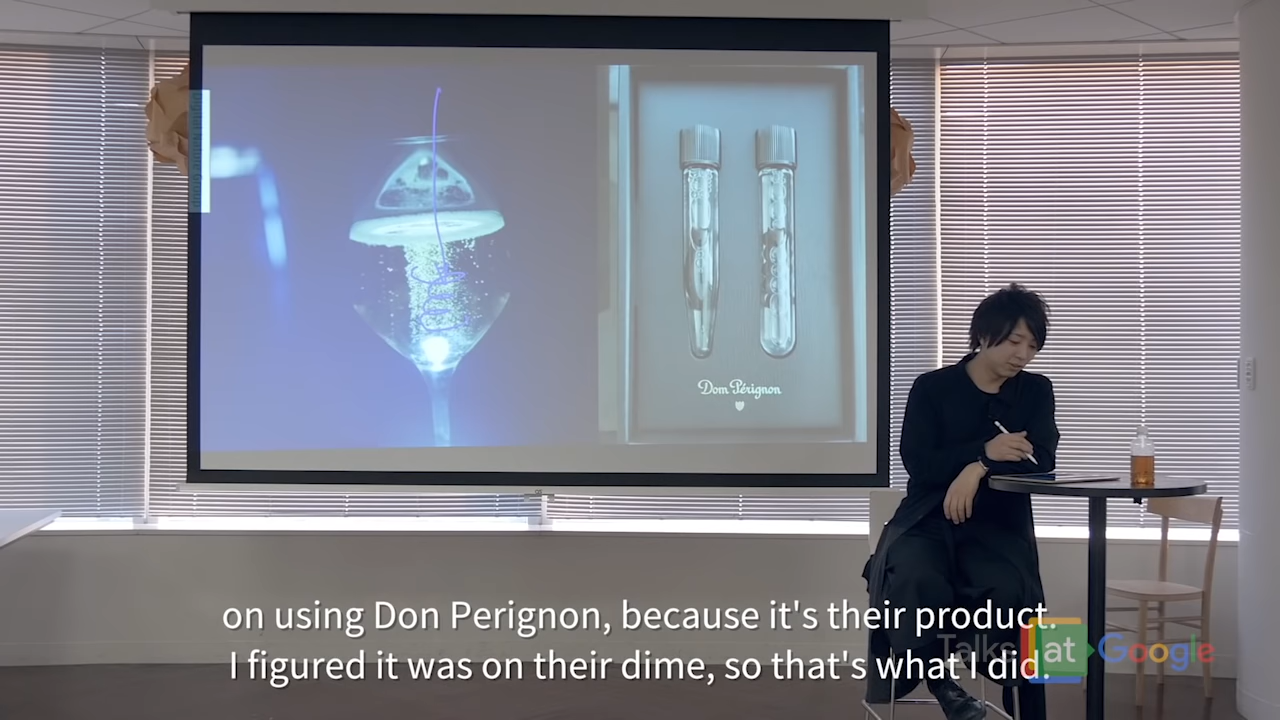 Dom Pérignon
on using Don Perignon, because it's their product.
I figured it was on their dime, so that's what I did.
Talks at Google